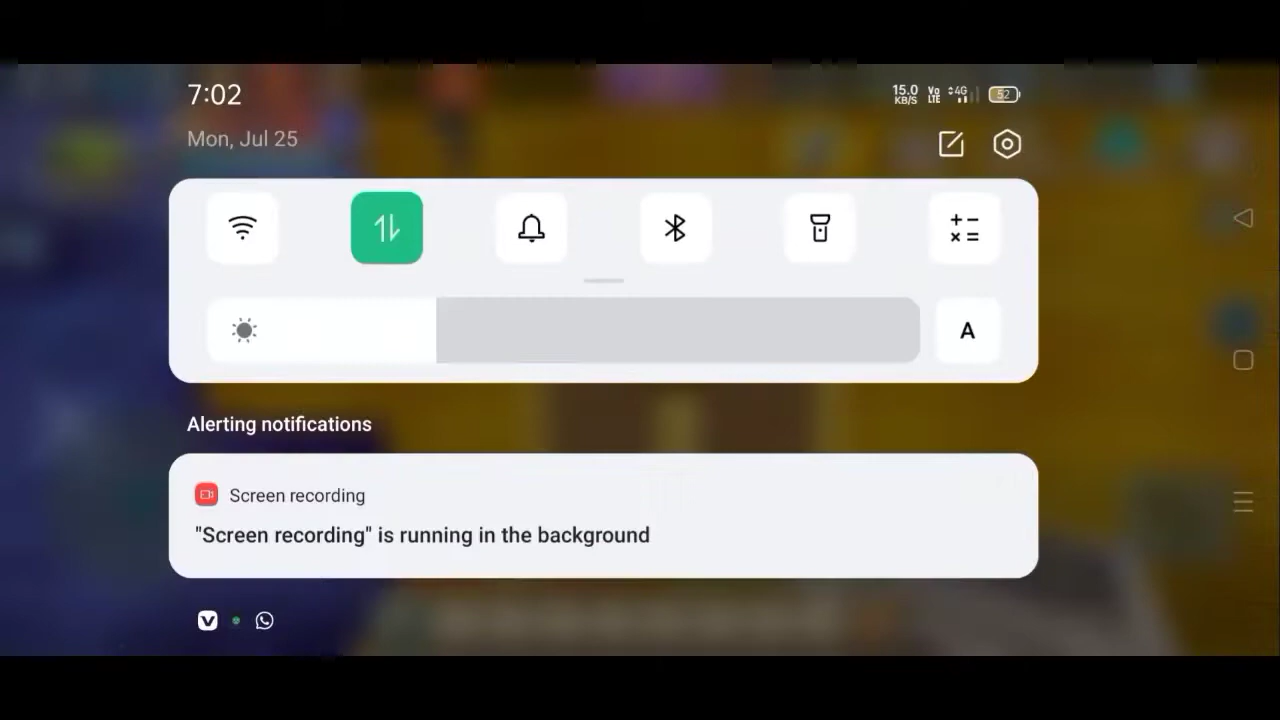 7:02
15.0
KB/S
Vo
LTE
4G
52
Mon, Jul 25
A
Alerting notifications
Screen recording
"Screen recording" is running in the background